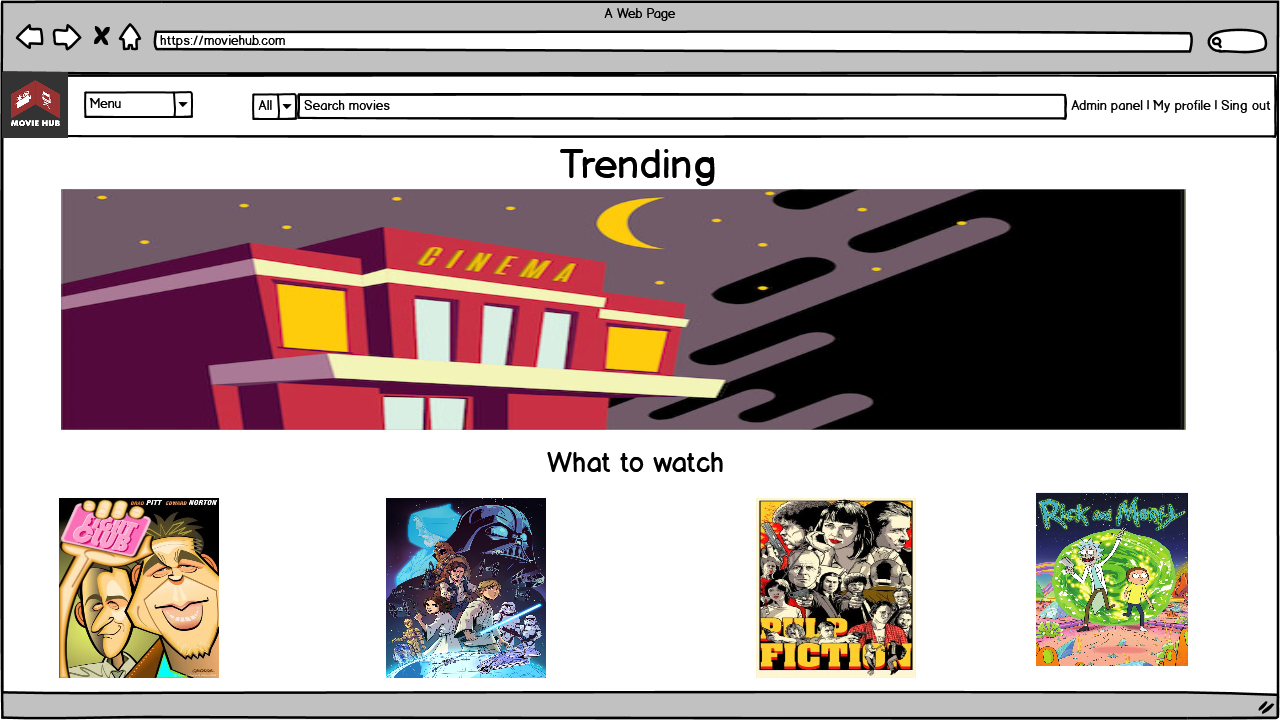 A Web Page
https://moviehub.com
MOVIE HUB
Menu
All
Search movies
Admin panel | My profile | Sing out
Trending
CINEMA
What to watch
BRAD PITT EDWARD NORTON
FIGHT CLUB
PULP FICTION
Rick and Morty